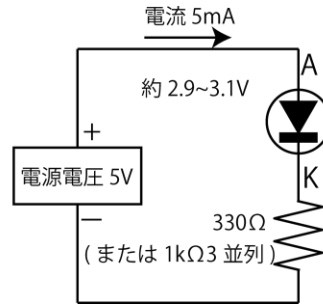 電流 5mA
A
約 2.9~3.1V
+
電源電圧 5V
K
−
330Ω
( または 1kΩ3 並列 )